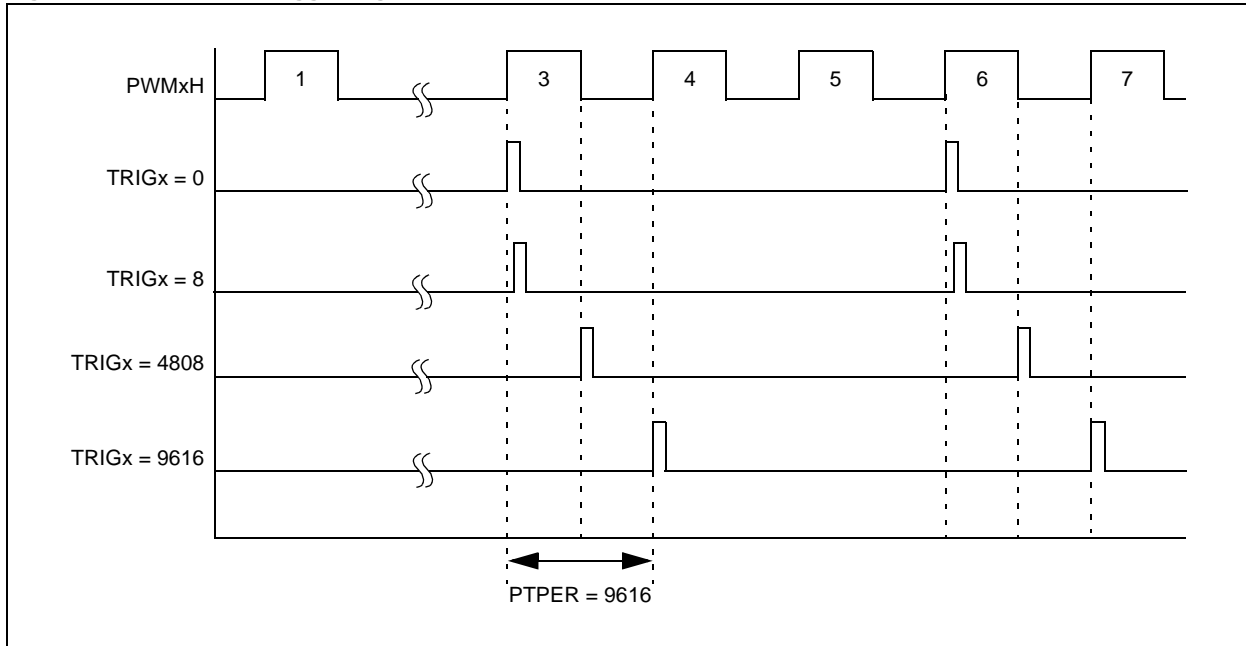 PWMxH
1
3
4
5
6
7
TRIGx = 0
TRIGx = 8
TRIGx = 4808
TRIGx = 9616
PTPER = 9616